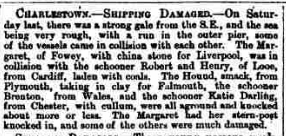 CHARLESTOWN.—SHIPPING DAMAGED.—On Satur-
day last, there was a strong gale from the S.E., and the sea
being very rough, with a run in the outer pier, some
of the vessels came in collision with each other. The Mar-
garet, of Fowey, with china stone for Liverpool, was in
collision with the schooner Robert and Henry, of Looe,
from Cardiff, laden with coals. The Hound, smack, from
Plymouth, taking in clay for Falmouth, the schooner
Brenton, from Wales, and the schooner Katie Darling,
from Chester, with cullum, were all aground and knocked
about more or less. The Margaret had her stern-post
knocked in, and some of the others were much damaged.